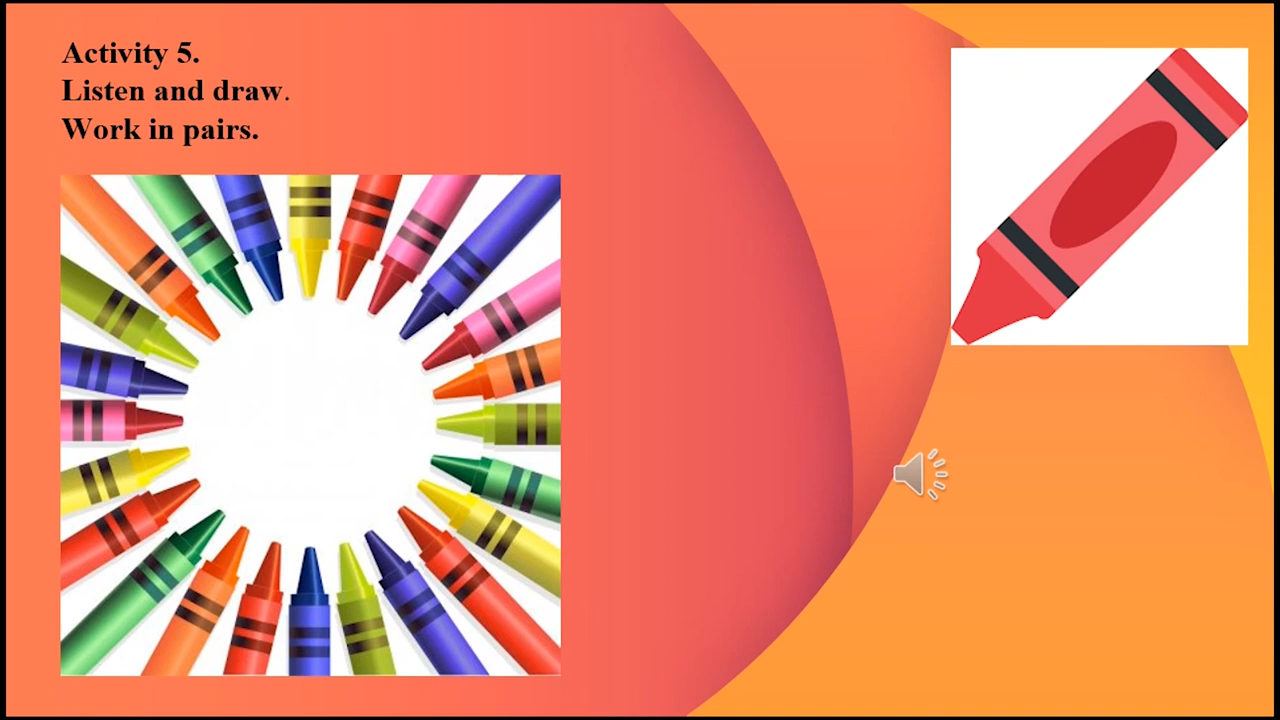 Activity 5.
Listen and draw.
Work in pairs.